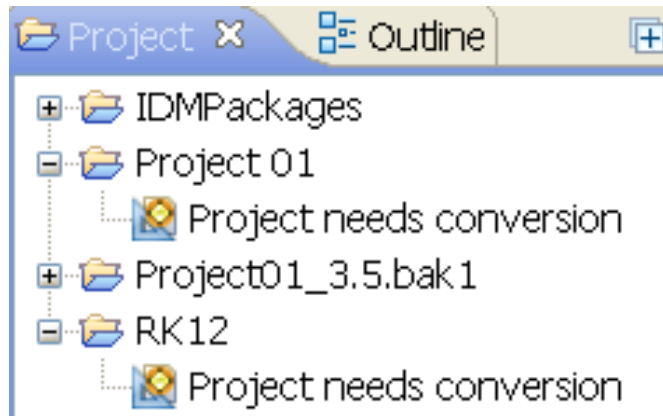 Project Outline
IDMPackages
Project 01
Project needs conversion
Project01_3.5.bak1
RK12
Project needs conversion